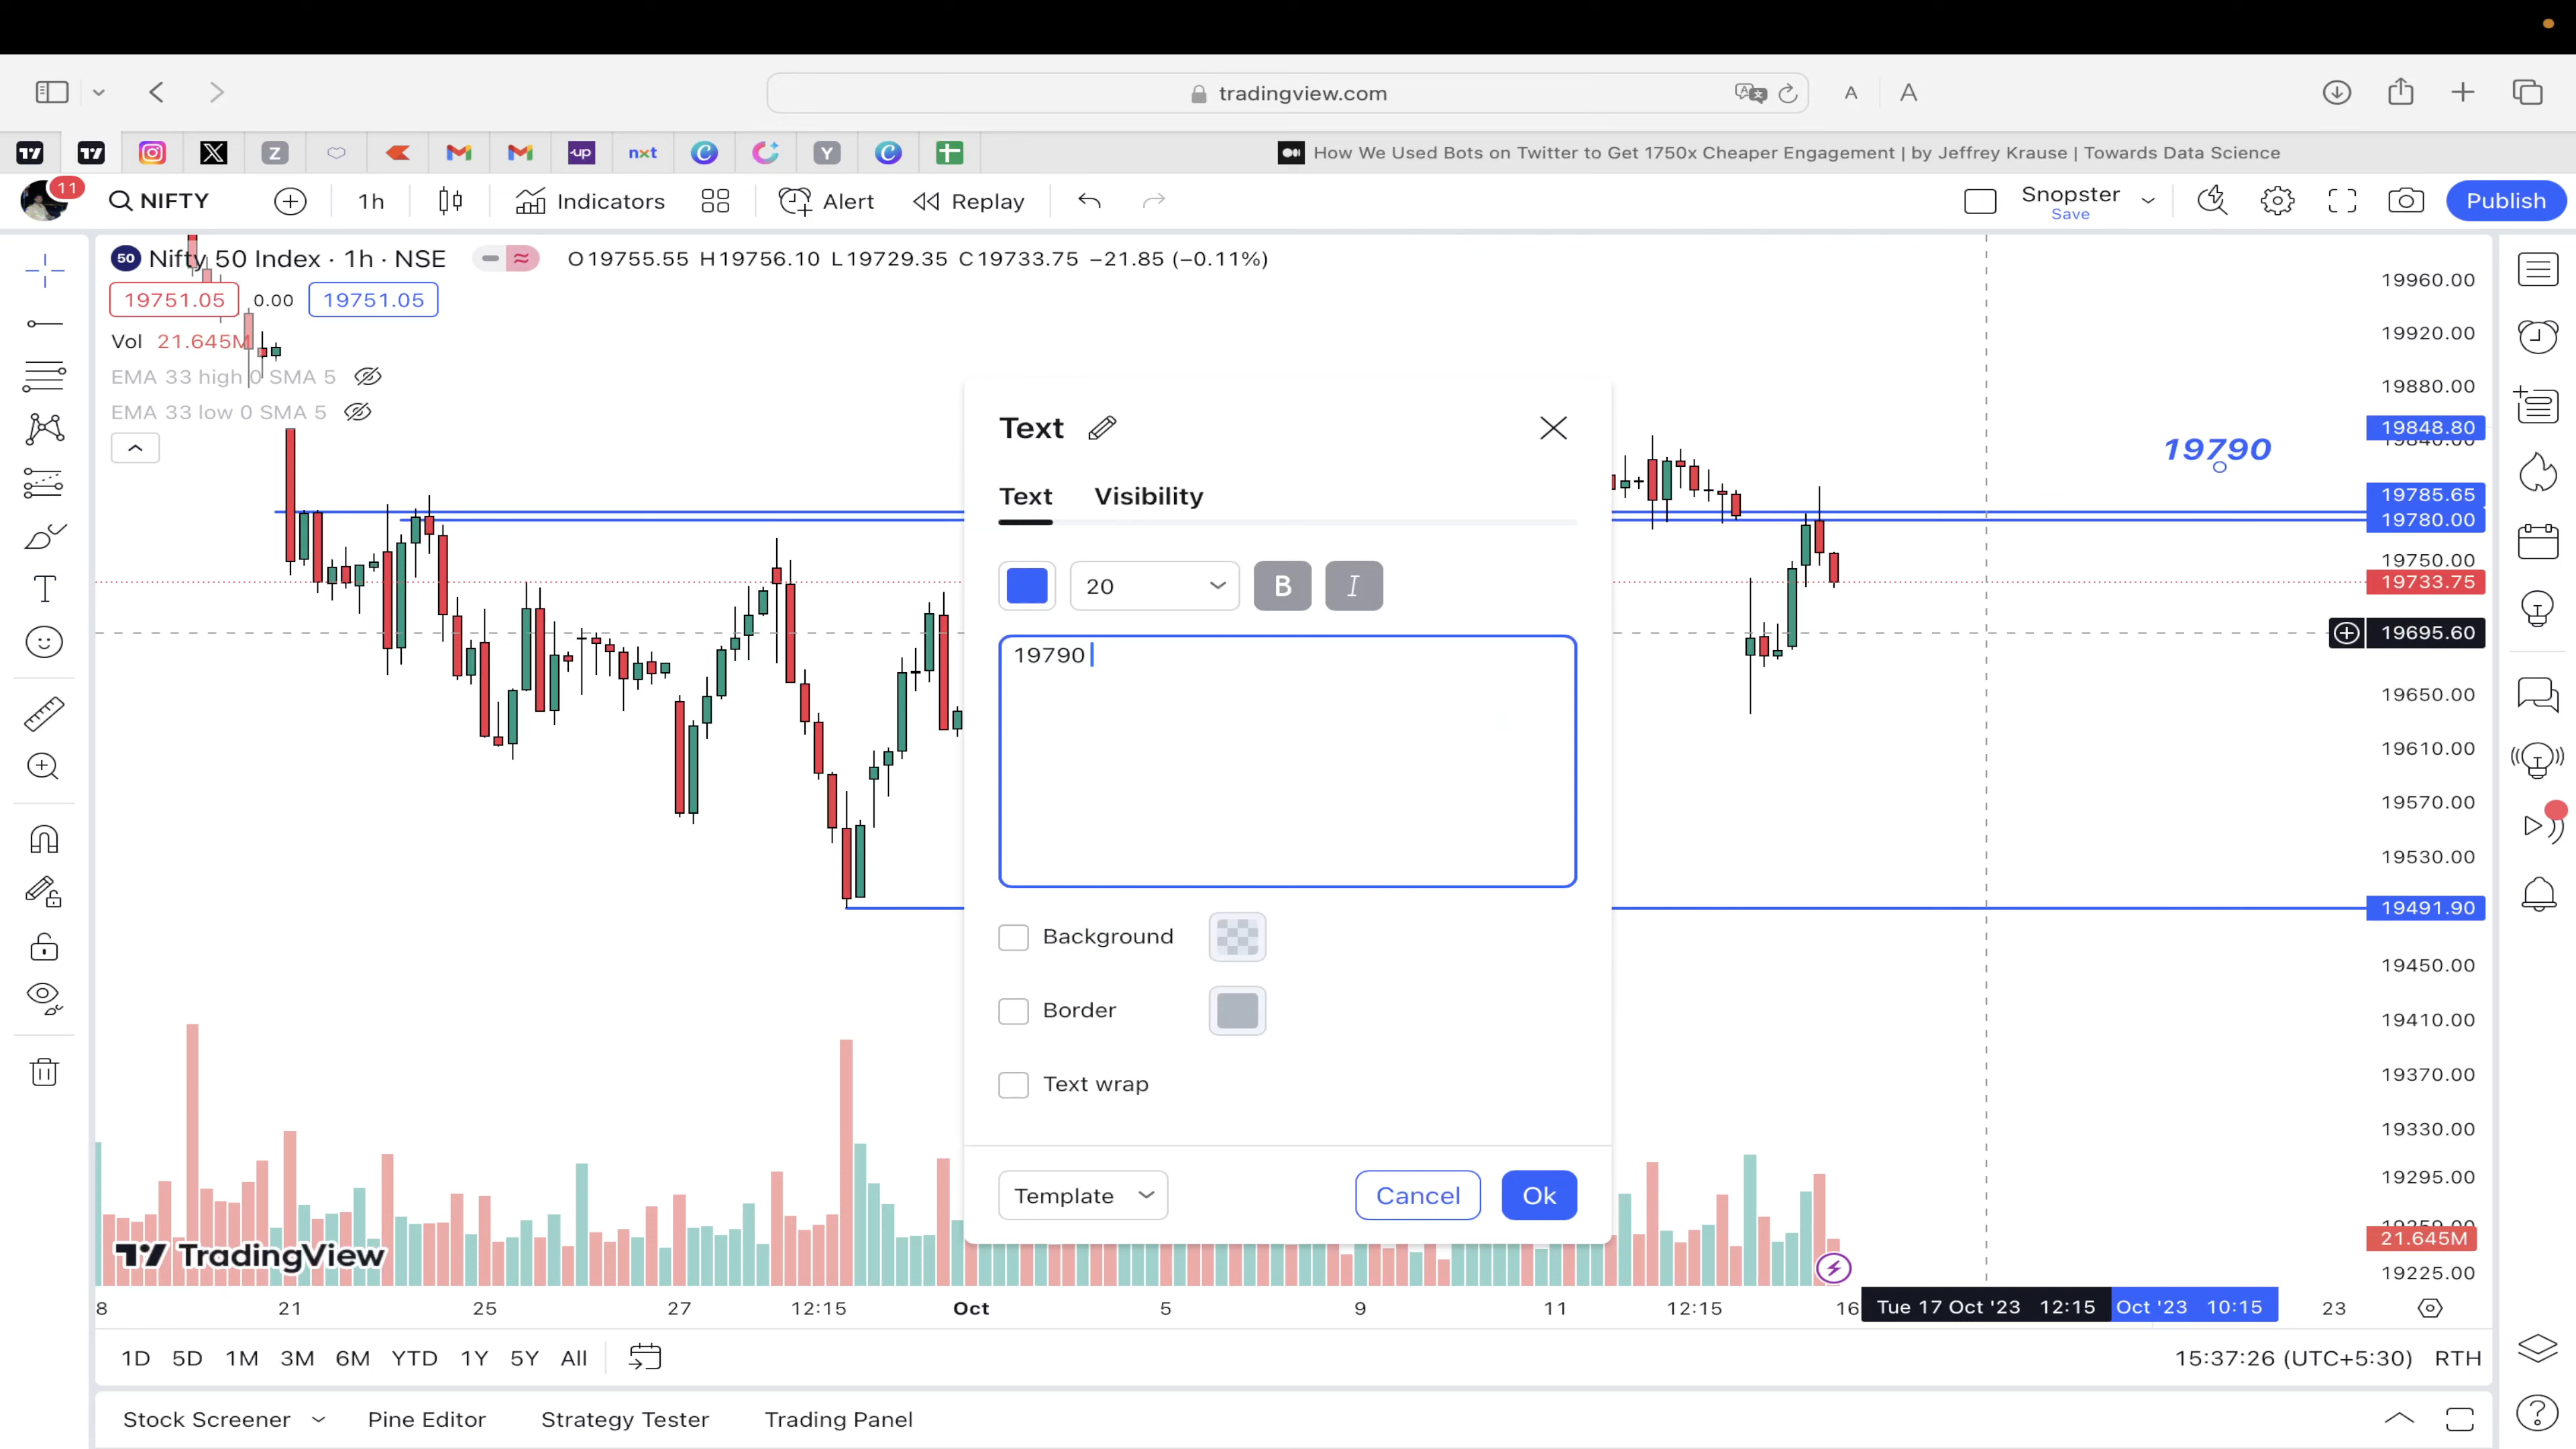 tradingview.com
A A
up nxt Y Z
How We Used Bots on Twitter to Get 1750x Cheaper Engagement | by Jeffrey Krause | Towards Data Science
11 NIFTY 1h Indicators Alert Replay Snopster Save Publish
50 Nifty 50 Index · 1h · NSE O19755.55 H19756.10 L19729.35 C19733.75 −21.85 (−0.11%)
19751.05 0.00 19751.05
Vol 21.645M
EMA 33 high 0 SMA 5
EMA 33 low 0 SMA 5
19790
Text
Text Visibility
20 B I
19790
Background
Border
Text wrap
Template Cancel Ok
19960.00
19920.00
19880.00
19848.80
19840.00
19785.65
19780.00
19750.00
19733.75
19695.60
19650.00
19610.00
19570.00
19530.00
19491.90
19450.00
19410.00
19370.00
19330.00
19295.00
21.645M
19225.00
TradingView
8 21 25 27 12:15 Oct 5 9 11 12:15 16 Tue 17 Oct '23 12:15 Oct '23 10:15 23
1D 5D 1M 3M 6M YTD 1Y 5Y All 15:37:26 (UTC+5:30) RTH
Stock Screener Pine Editor Strategy Tester Trading Panel